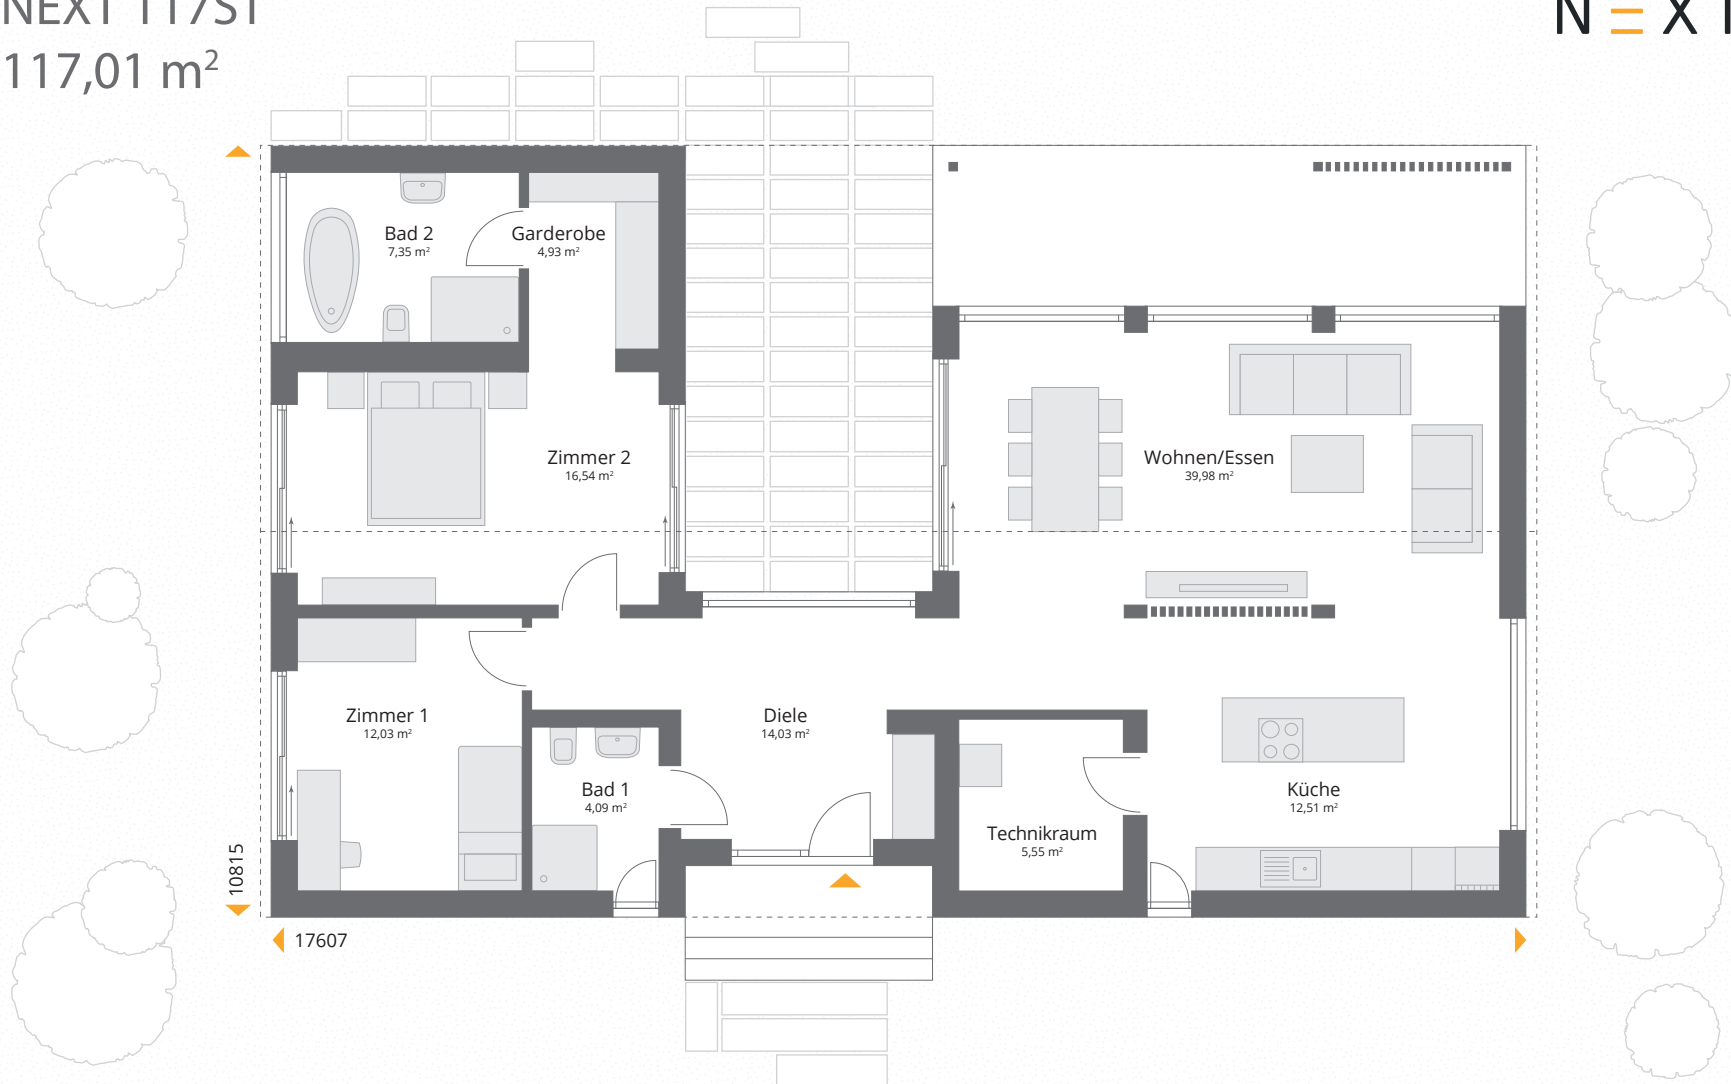 NEXT 117ST
117,01 m²
N E X T
Bad 2
7,35 m²
Garderobe
4,93 m²
Zimmer 2
16,54 m²
Wohnen/Essen
39,98 m²
Zimmer 1
12,03 m²
Diele
14,03 m²
Bad 1
4,09 m²
Küche
12,51 m²
Technikraum
5,55 m²
10815
17607